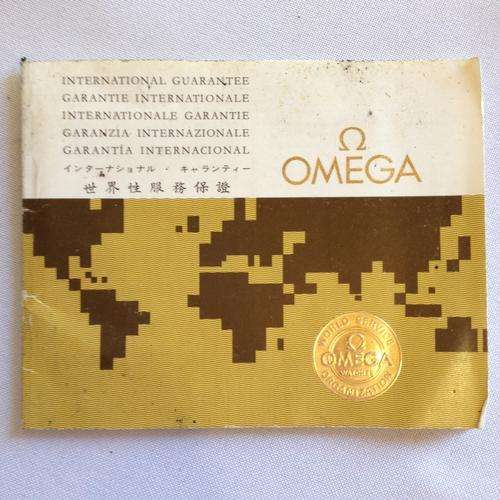 INTERNATIONAL GUARANTEE
GARANTIE INTERNATIONALE
INTERNATIONALE GARANTIE
GARANZIA INTERNAZIONALE
GARANTÍA INTERNACIONAL
インターナショナル・ギャランティー
世界性服務保證
Ω
OMEGA
WORLD SERVICE
Ω
OMEGA
WATCHES
ORGANIZATION